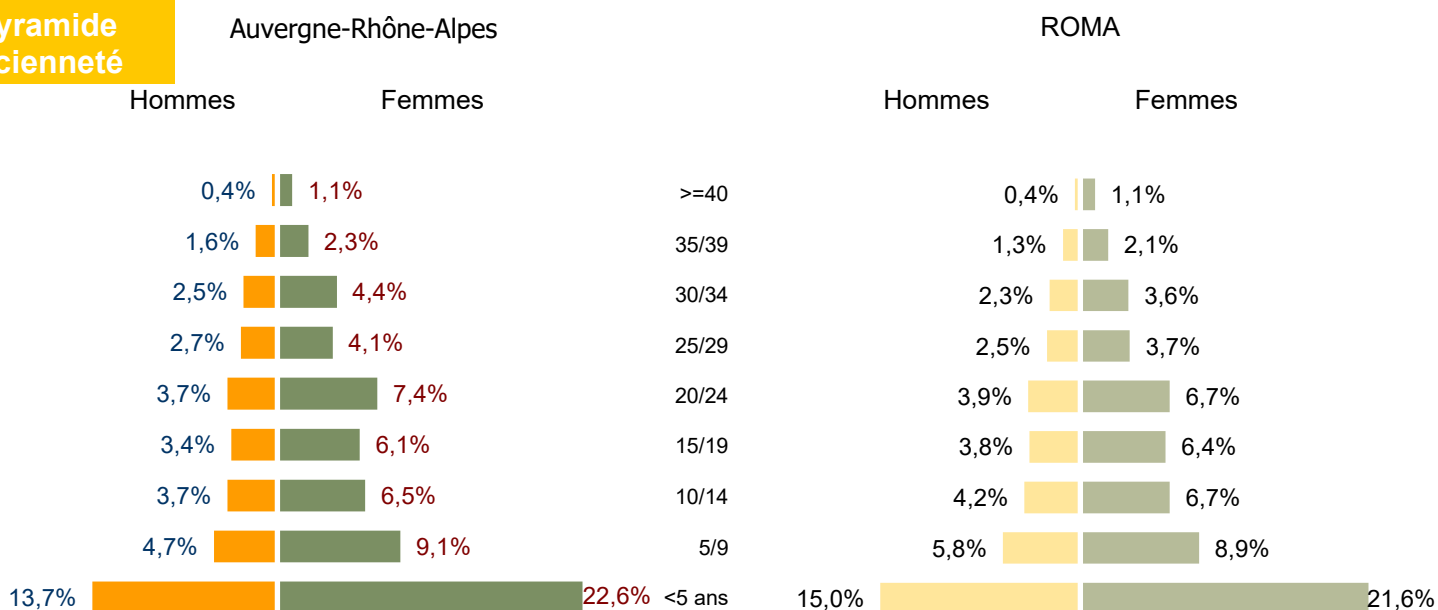 Auvergne-Rhône-Alpes ROMA
Hommes Femmes Hommes Femmes
0,4% 1,1% >=40 0,4% 1,1%
1,6% 2,3% 35/39 1,3% 2,1%
2,5% 4,4% 30/34 2,3% 3,6%
2,7% 4,1% 25/29 2,5% 3,7%
3,7% 7,4% 20/24 3,9% 6,7%
3,4% 6,1% 15/19 3,8% 6,4%
3,7% 6,5% 10/14 4,2% 6,7%
4,7% 9,1% 5/9 5,8% 8,9%
13,7% 22,6% <5 ans 15,0% 21,6%